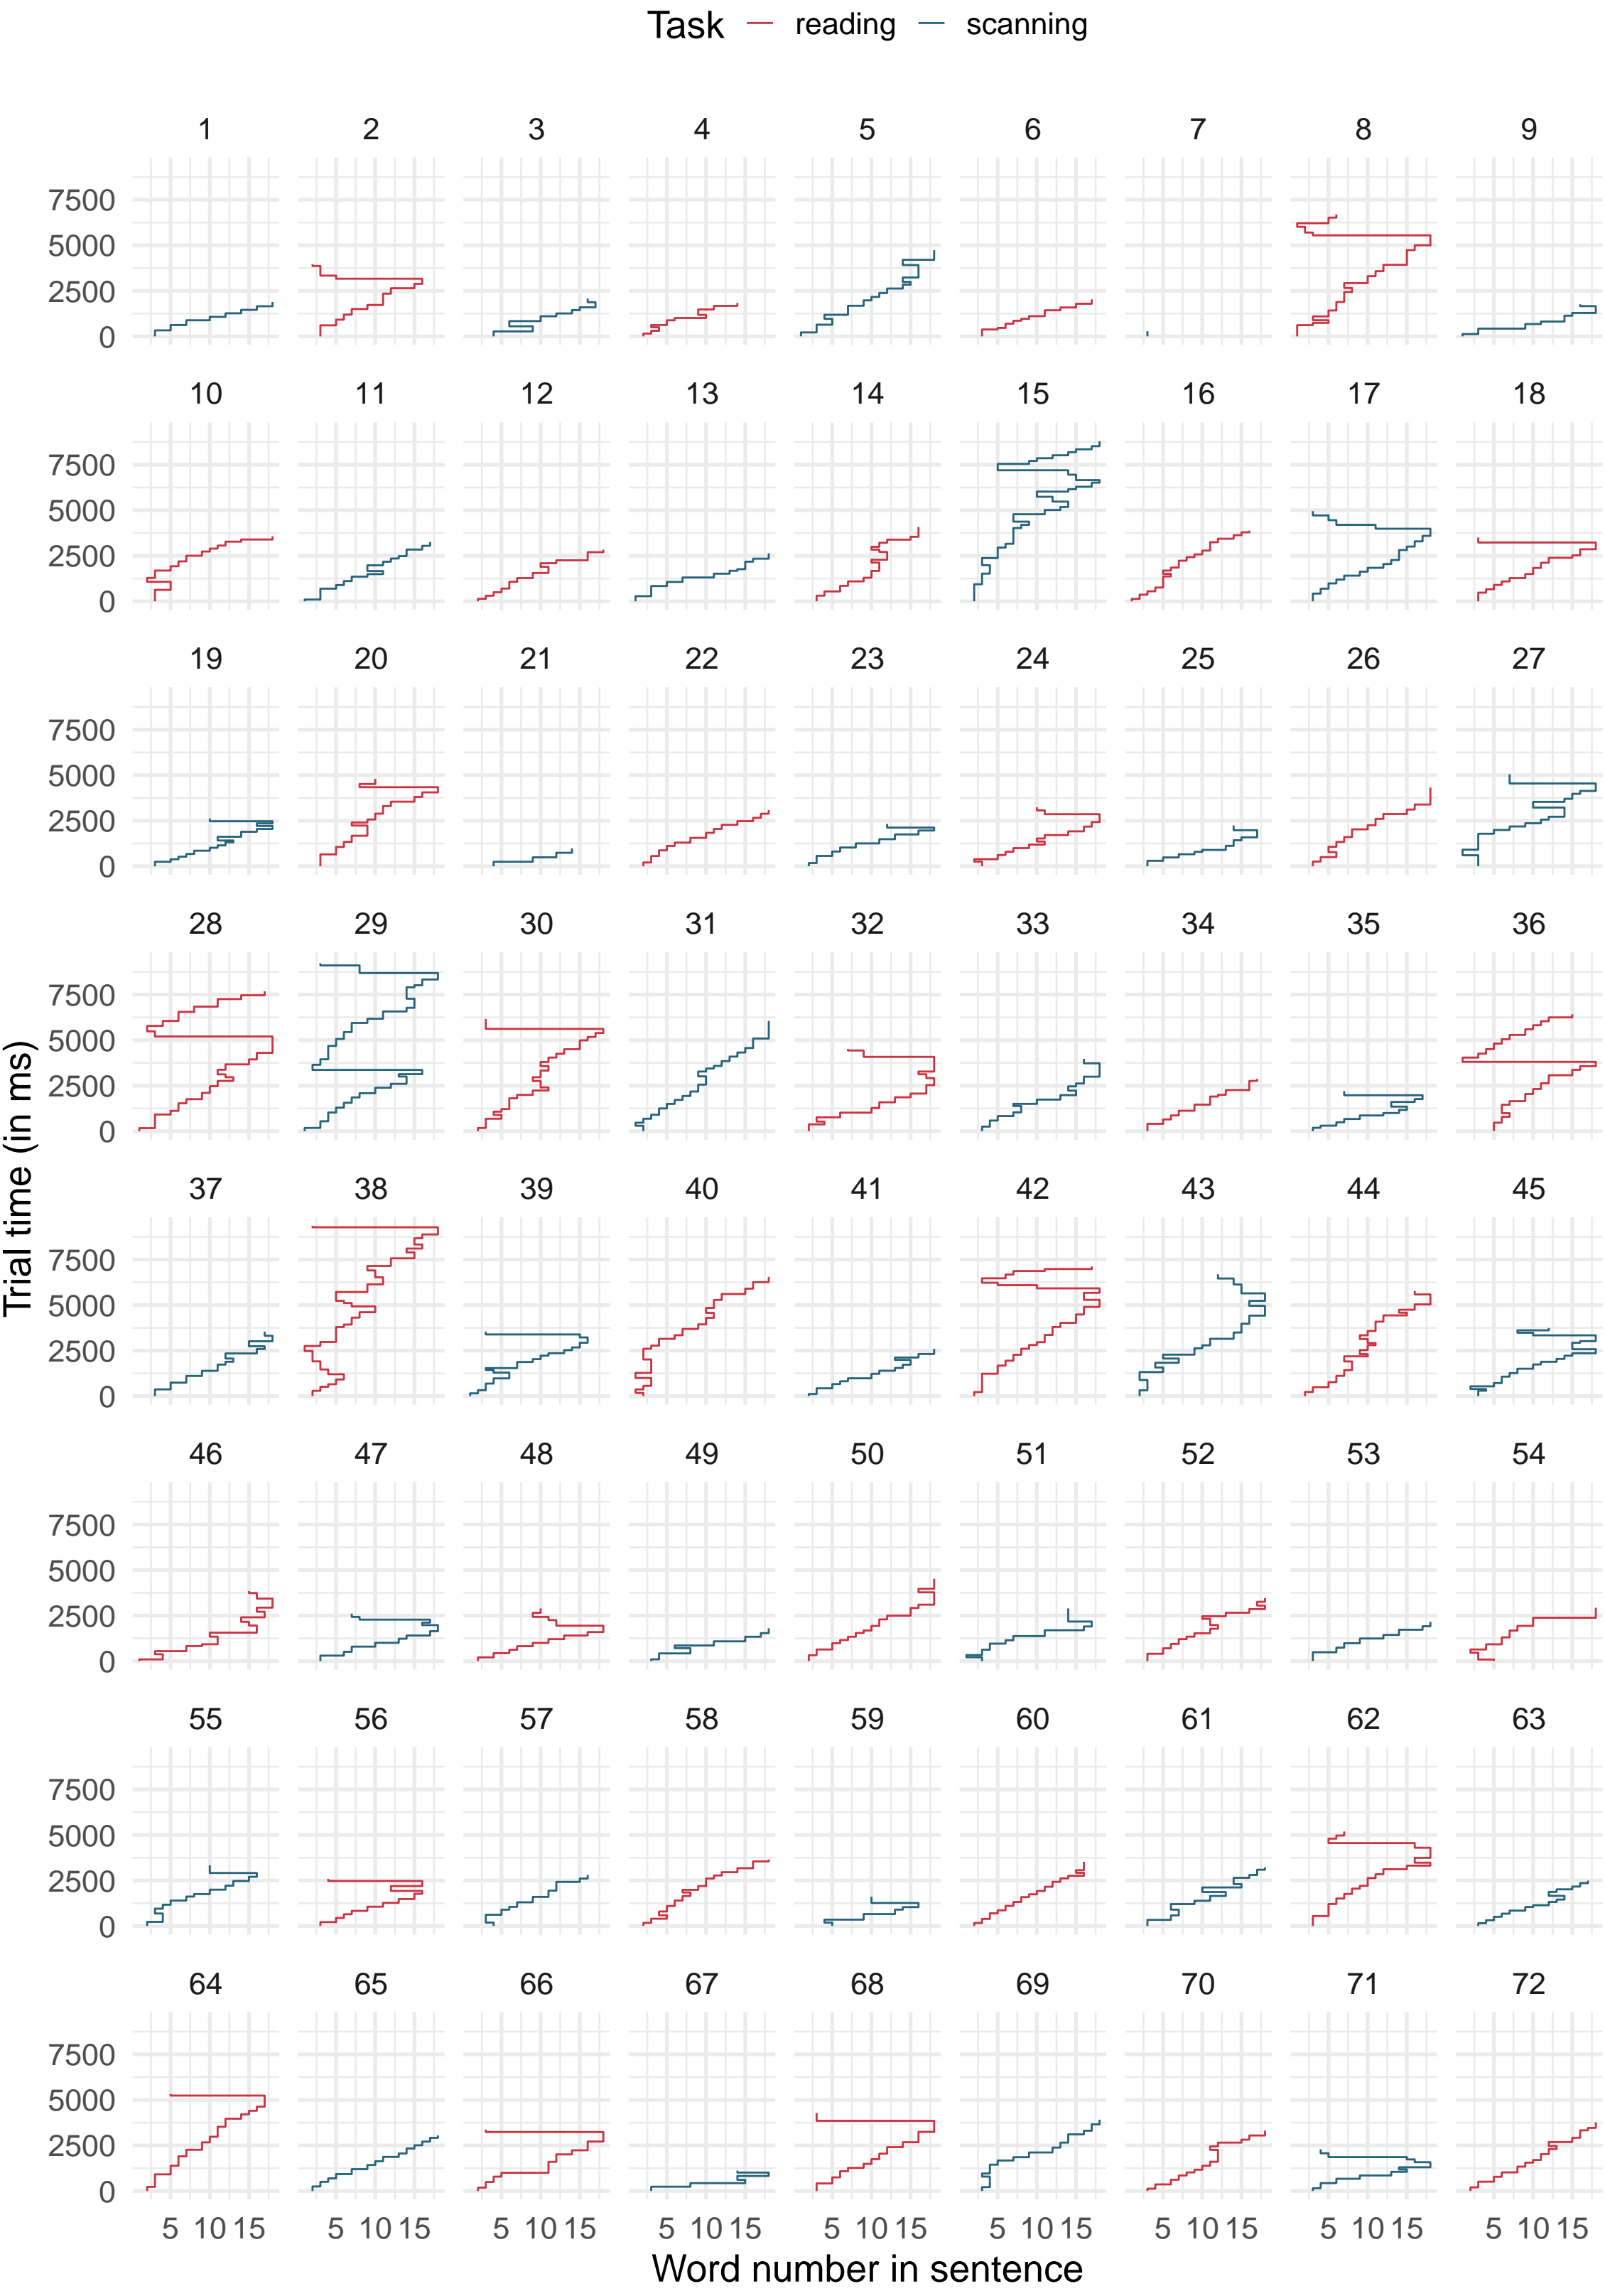 Task reading scanning
1 2 3 4 5 6 7 8 9
7500
5000
2500
0
10 11 12 13 14 15 16 17 18
7500
5000
2500
0
19 20 21 22 23 24 25 26 27
7500
5000
2500
0
28 29 30 31 32 33 34 35 36
7500
5000
2500
0
Trial time (in ms)
37 38 39 40 41 42 43 44 45
7500
5000
2500
0
46 47 48 49 50 51 52 53 54
7500
5000
2500
0
55 56 57 58 59 60 61 62 63
7500
5000
2500
0
64 65 66 67 68 69 70 71 72
7500
5000
2500
0
5 10 15 5 10 15 5 10 15 5 10 15 5 10 15 5 10 15 5 10 15 5 10 15 5 10 15
Word number in sentence